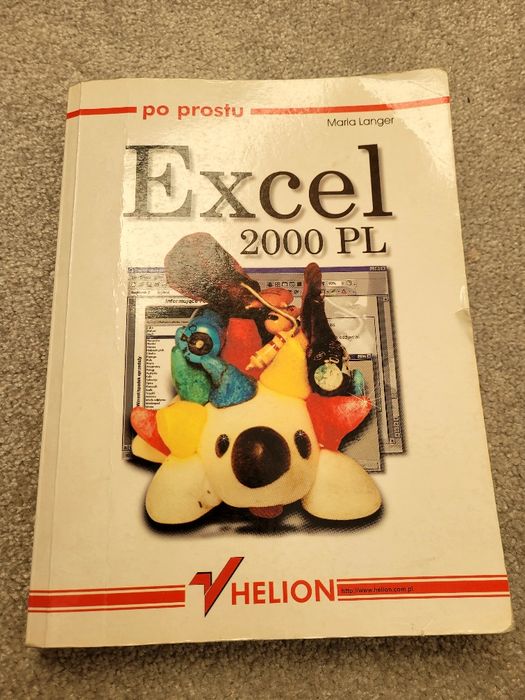 po prostu
Maria Langer
Excel
2000 PL
HELION
http://www.helion.com.pl